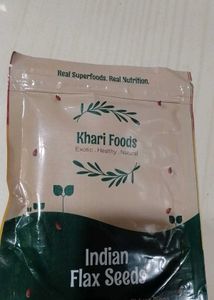 Real Superfoods. Real Nutrition.
Khari Foods
Exotic . Healthy . Natural
Indian
Flax Seeds